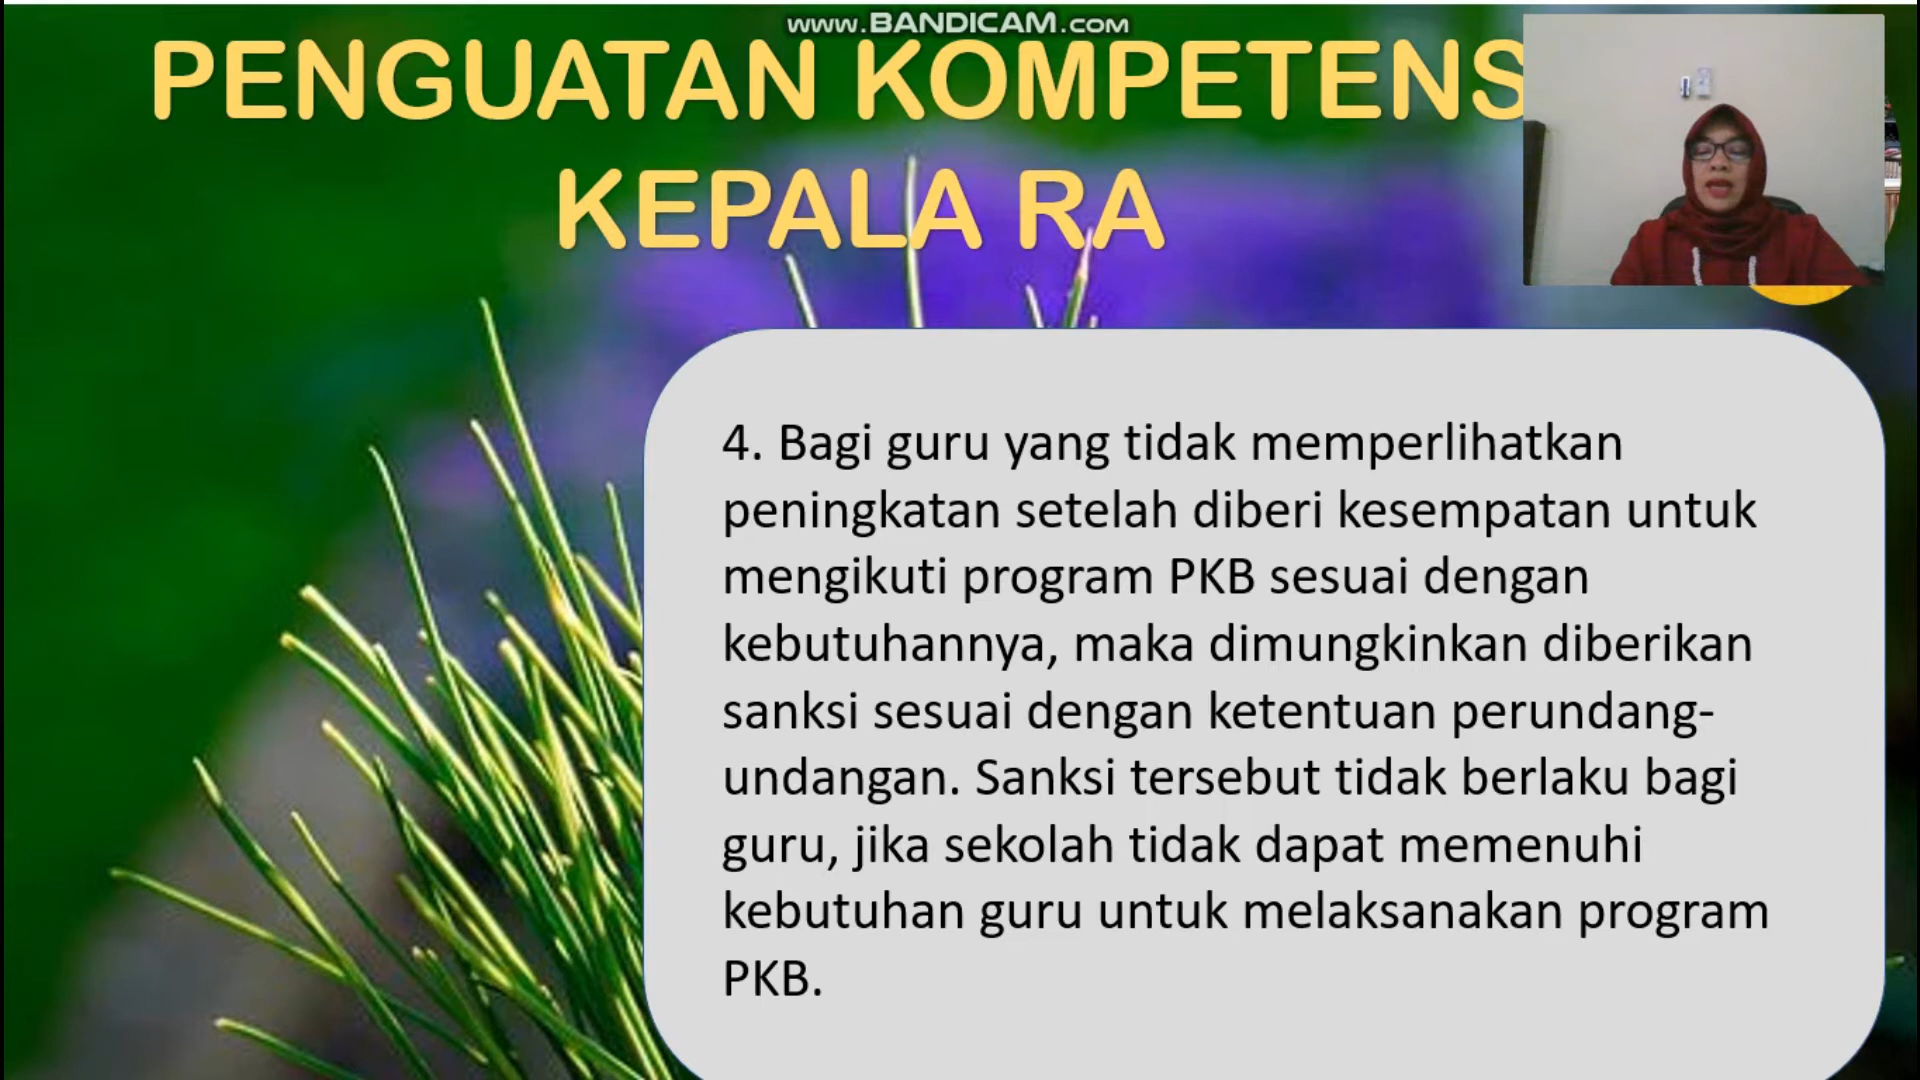 www.BANDICAM.com
PENGUATAN KOMPETENS
KEPALA RA
4. Bagi guru yang tidak memperlihatkan
peningkatan setelah diberi kesempatan untuk
mengikuti program PKB sesuai dengan
kebutuhannya, maka dimungkinkan diberikan
sanksi sesuai dengan ketentuan perundang-
undangan. Sanksi tersebut tidak berlaku bagi
guru, jika sekolah tidak dapat memenuhi
kebutuhan guru untuk melaksanakan program
PKB.